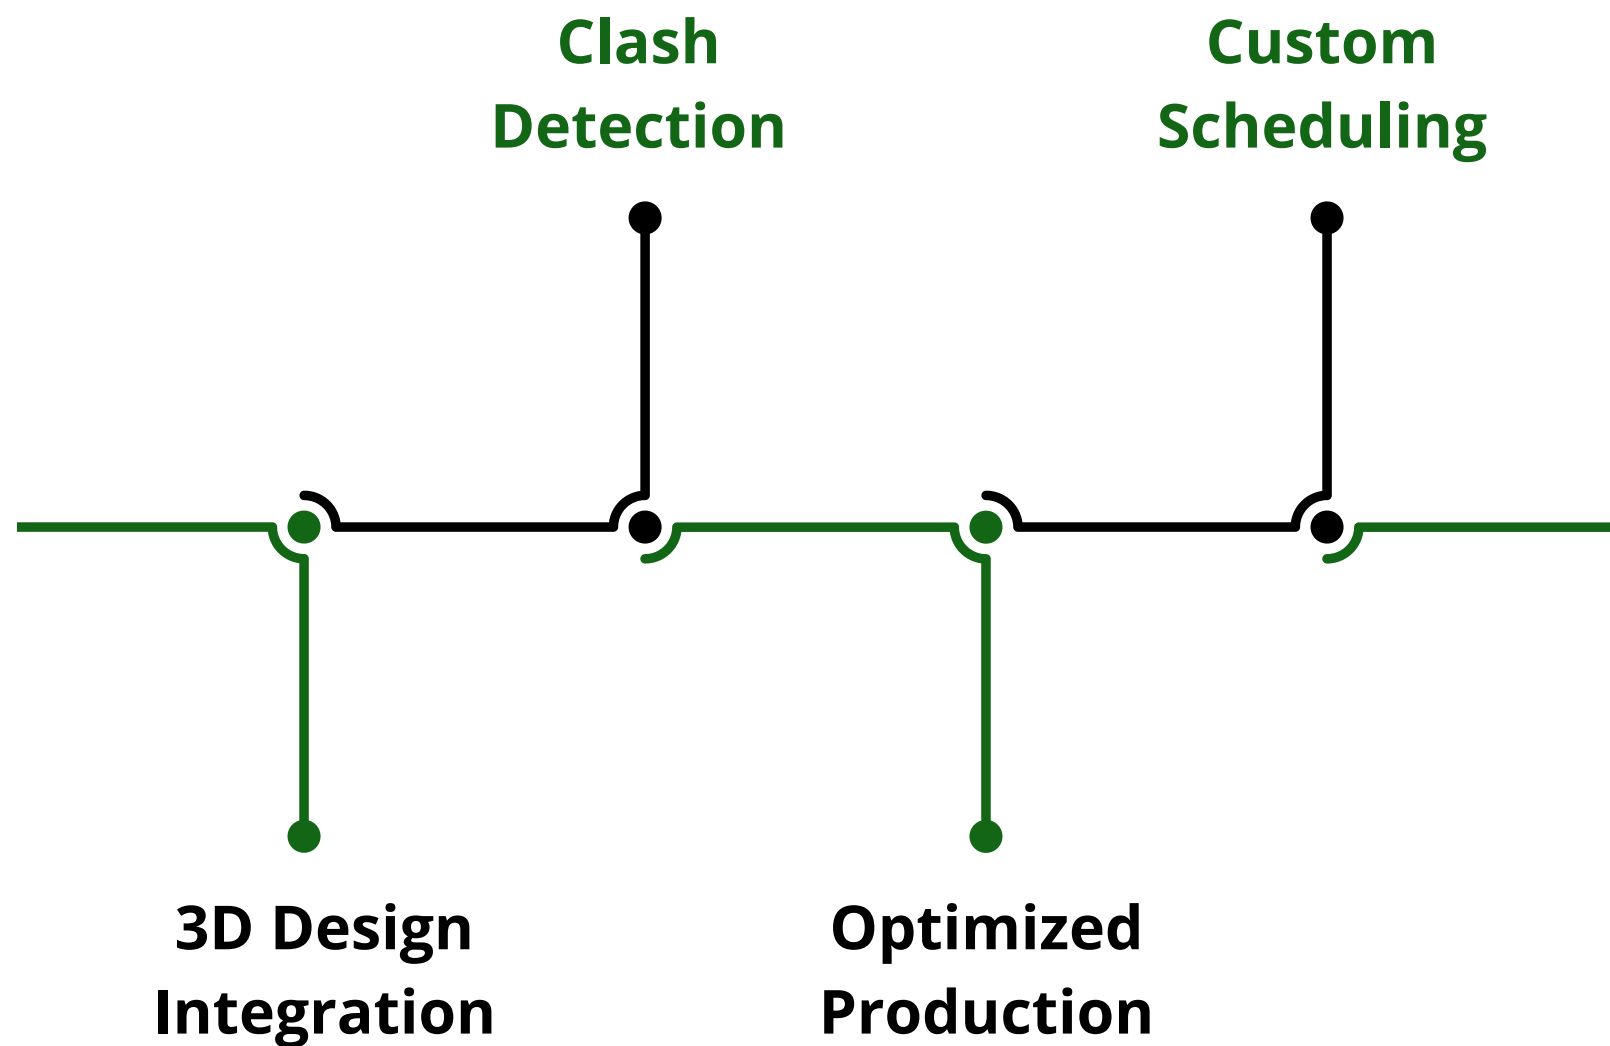 Clash
Detection
Custom
Scheduling
3D Design
Integration
Optimized
Production